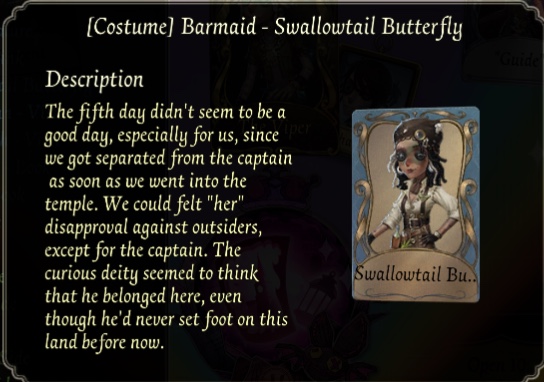 [Costume] Barmaid - Swallowtail Butterfly
Description
The fifth day didn't seem to be a
good day, especially for us, since
we got separated from the captain
as soon as we went into the
temple. We could felt "her"
disapproval against outsiders,
except for the captain. The
curious deity seemed to think
that he belonged here, even
though he'd never set foot on this
land before now.
Swallowtail Bu..
Guide